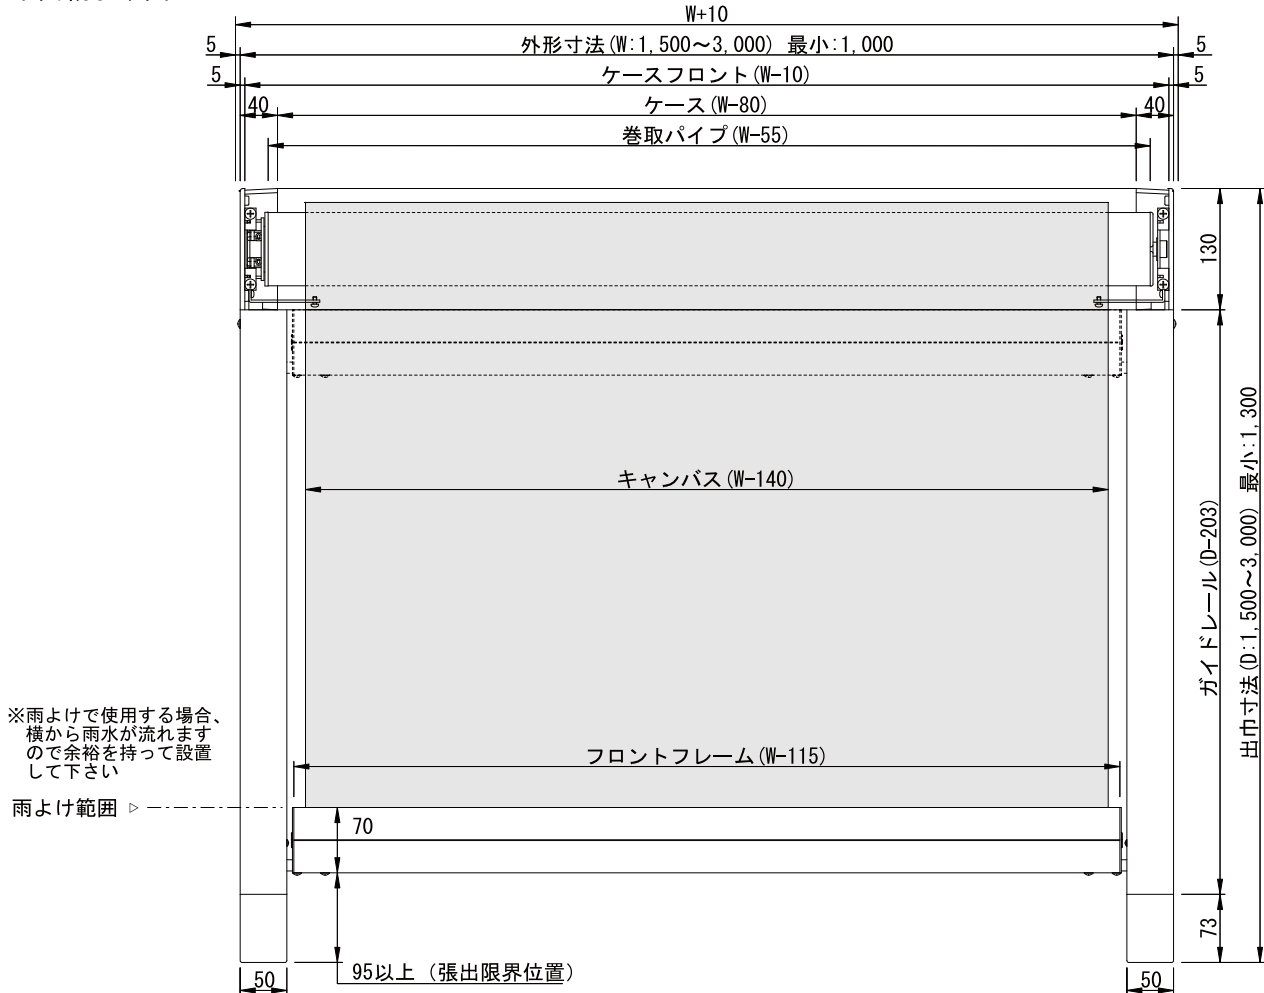 W+10
5
外形寸法(W:1,500～3,000) 最小:1,000
5
5
ケースフロント(W-10)
5
40
ケース(W-80)
40
巻取パイプ(W-55)
130
キャンバス(W-140)
ガイドレール(D-203)
出巾寸法(D:1,500～3,000) 最小:1,300
※雨よけで使用する場合、
横から雨水が流れます
ので余裕を持って設置
して下さい
フロントフレーム(W-115)
雨よけ範囲 ▷
70
73
95以上 (張出限界位置)
50
50